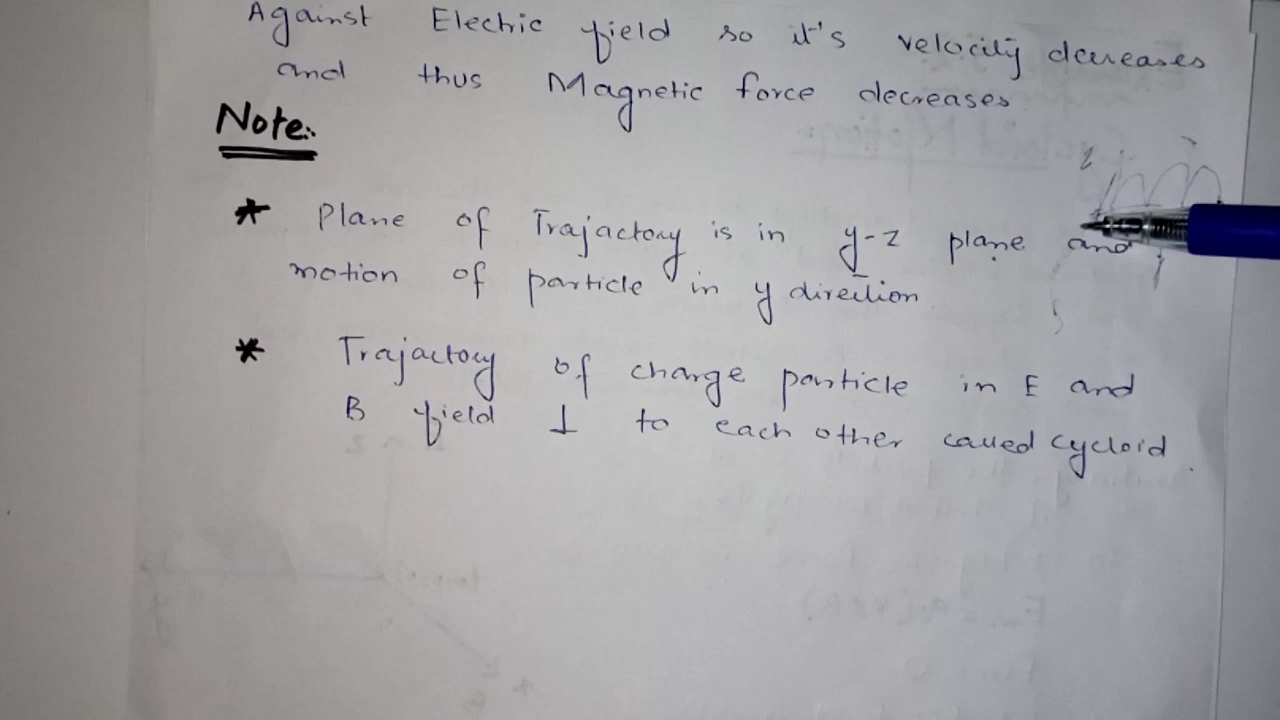 Against Electric field so it's velocity decreases
and thus Magnetic force decreases
Note:
* Plane of Trajactory is in y-z plane and
motion of particle in y direction
* Trajactory of charge particle in E and
B field ⊥ to each other called cycloid.